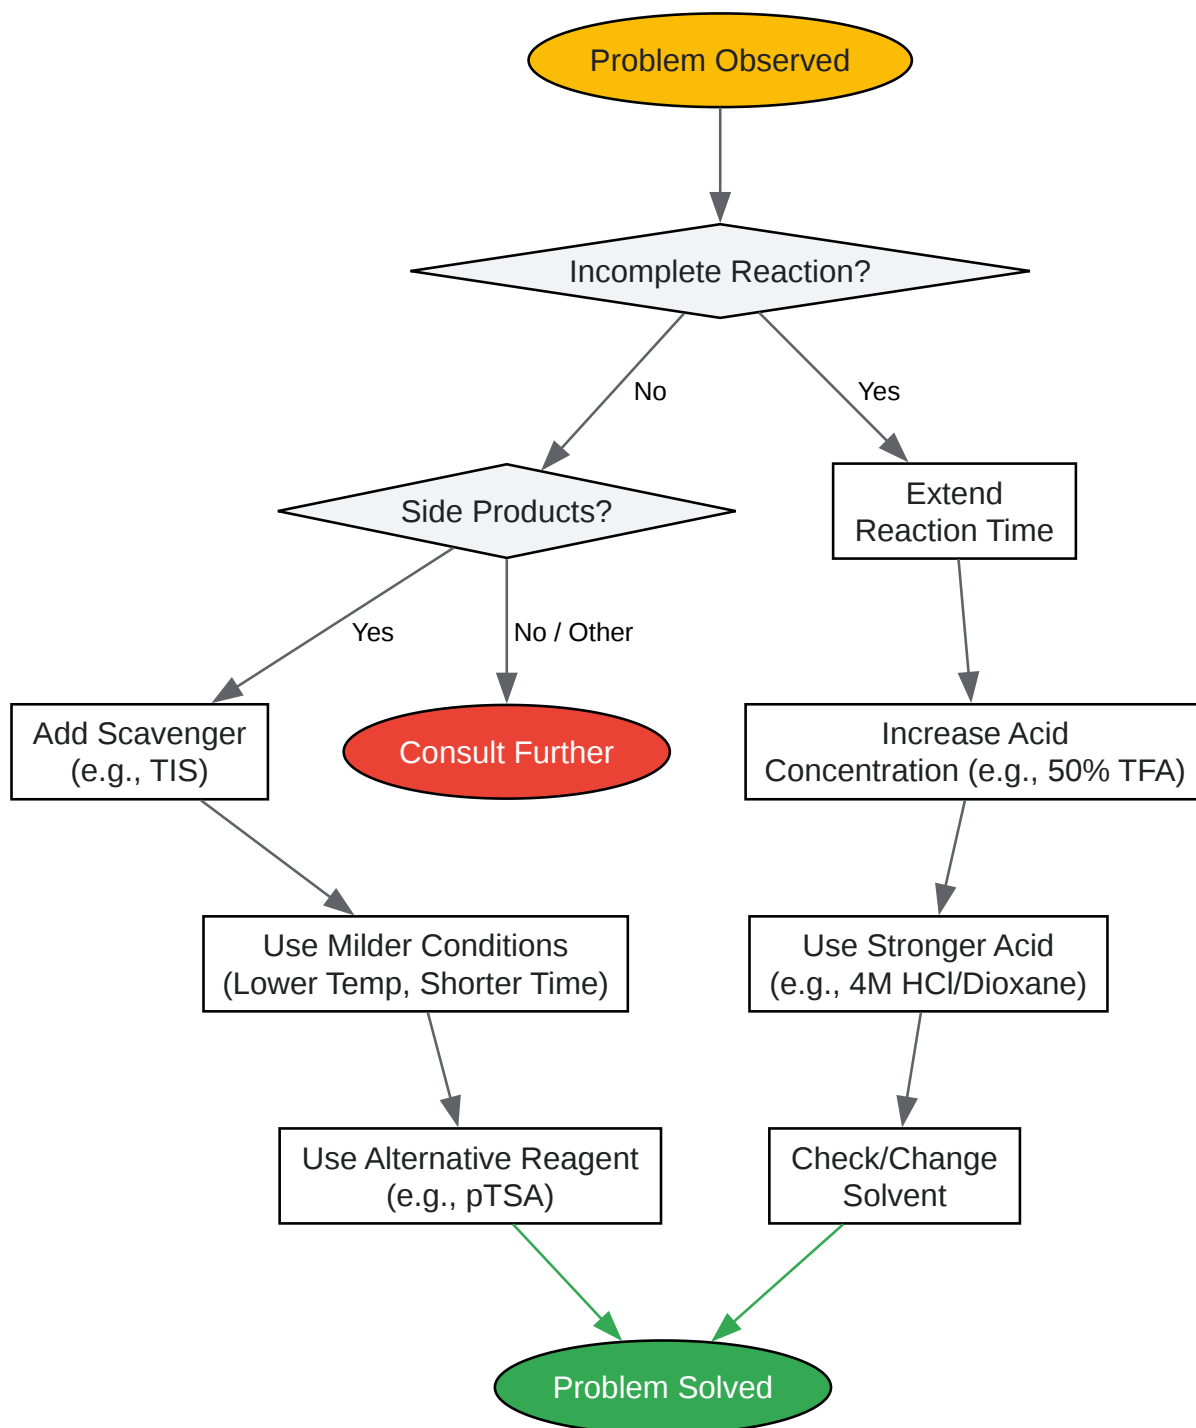 Problem Observed
Incomplete Reaction?
No
Yes
Side Products?
Extend
Reaction Time
Yes
No / Other
Add Scavenger
(e.g., TIS)
Consult Further
Increase Acid
Concentration (e.g., 50% TFA)
Use Milder Conditions
(Lower Temp, Shorter Time)
Use Stronger Acid
(e.g., 4M HCl/Dioxane)
Use Alternative Reagent
(e.g., pTSA)
Check/Change
Solvent
Problem Solved